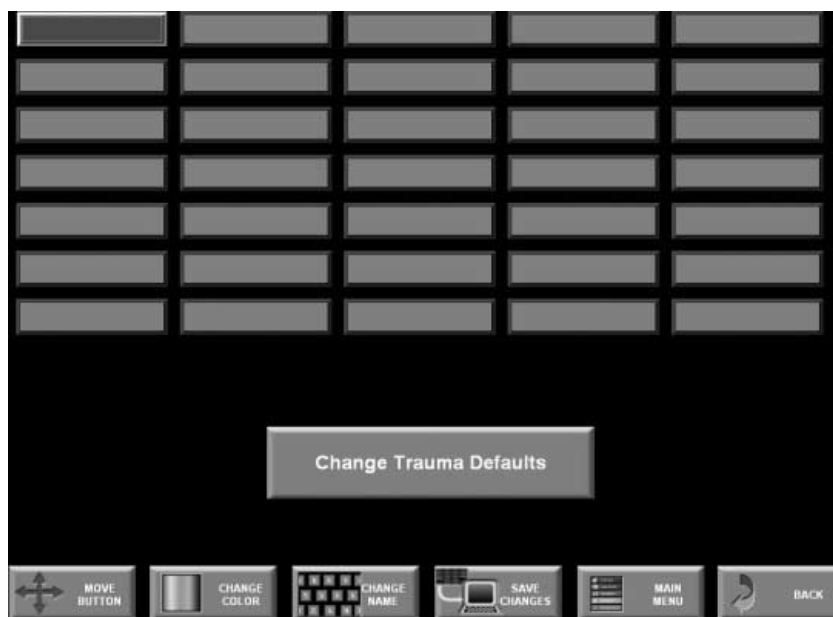 Change Trauma Defaults
MOVE
BUTTON
CHANGE
COLOR
CHANGE
NAME
SAVE
CHANGES
MAIN
MENU
BACK